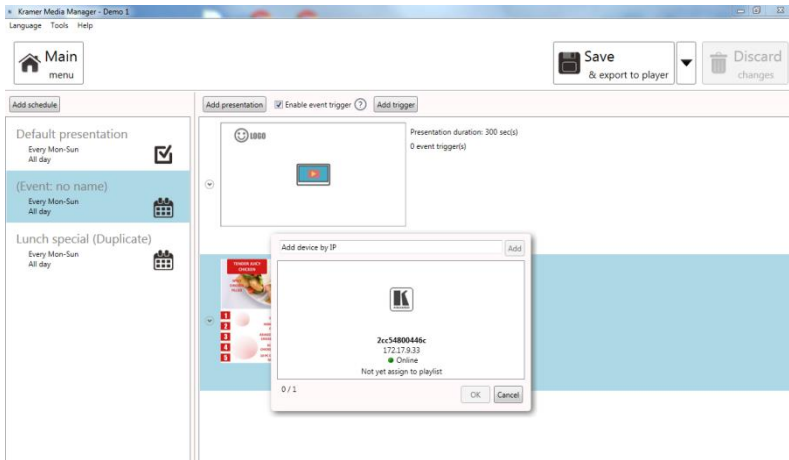 Kramer Media Manager - Demo 1
Language Tools Help
Main
menu
Save
& export to player
Discard
changes
Add schedule
Add presentation
Enable event trigger ?
Add trigger
Default presentation
Every Mon-Sun
All day
(Event: no name)
Every Mon-Sun
All day
Lunch special (Duplicate)
Every Mon-Sun
All day
LOGO
Presentation duration: 300 sec(s)
0 event trigger(s)
TENDER JUICY
CHICKEN
1
2
3
4
5
Add device by IP
Add
K
2cc54800446c
172.17.9.33
Online
Not yet assign to playlist
0 / 1
OK
Cancel